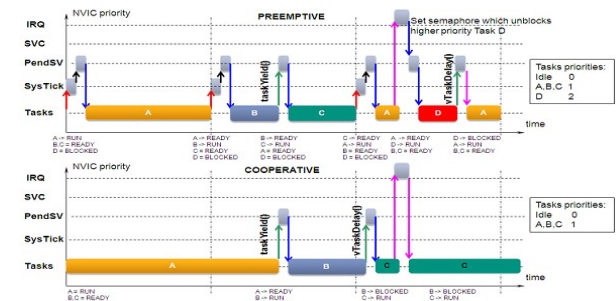 NVIC priority
PREEMPTIVE
IRQ
SVC
PendSV
SysTick
Tasks
Set semaphore which unblocks
higher priority Task D
taskYield()
vTaskDelay()
A
B
C
A
D
A
time
Tasks priorities:
Idle 0
A,B,C 1
D 2
A -> RUN
B,C = READY
D = BLOCKED
A -> READY
B -> RUN
C = READY
D = BLOCKED
B -> READY
C -> RUN
A = READY
D = BLOCKED
C -> READY
A -> RUN
B = READY
D = BLOCKED
A -> READY
D -> RUN
B,C = READY
D -> BLOCKED
A -> RUN
B,C = READY
NVIC priority
COOPERATIVE
IRQ
SVC
PendSV
SysTick
Tasks
taskYield()
vTaskDelay()
A
B
C
C
time
Tasks priorities:
Idle 0
A,B,C 1
A = RUN
B,C = READY
A -> READY
B -> RUN
B -> BLOCKED
C -> RUN
B -> BLOCKED
C -> RUN